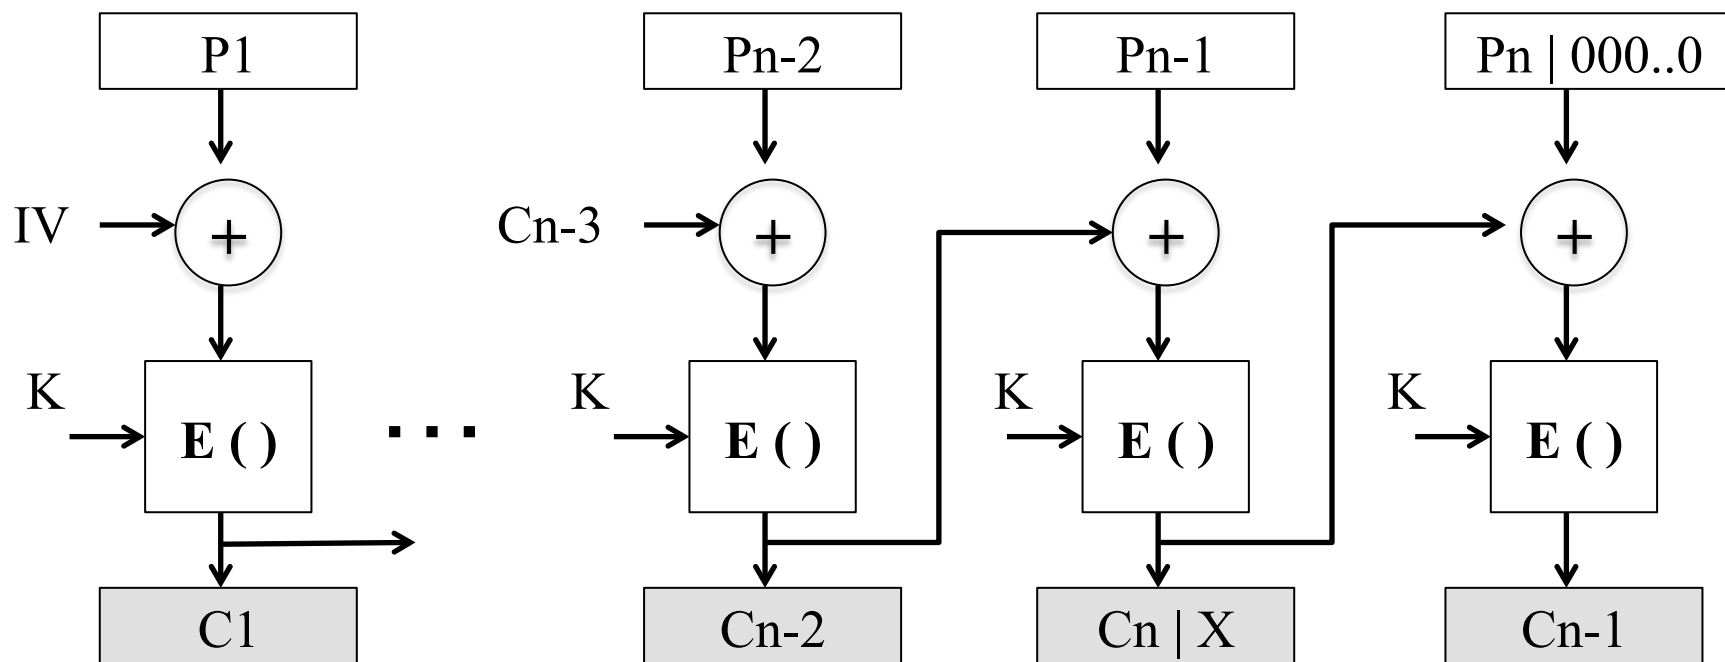 P1 Pn-2 Pn-1 Pn | 000..0
IV + Cn-3 + + +
K K K K
E ( ) ... E ( ) E ( ) E ( )
C1 Cn-2 Cn | X Cn-1